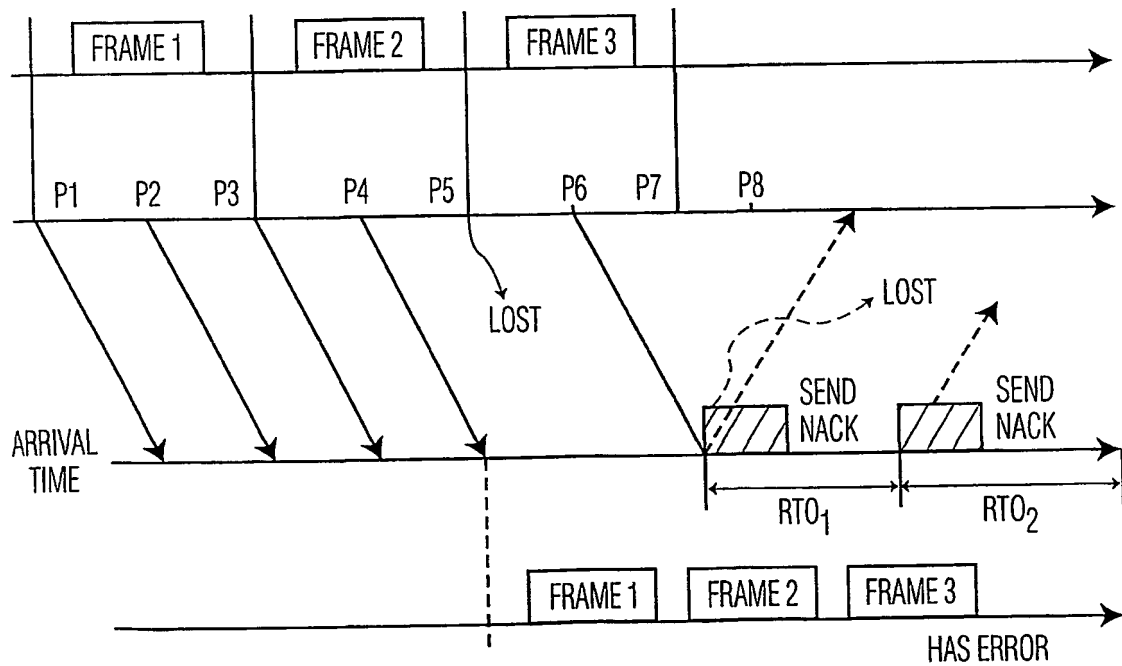 FRAME 1
FRAME 2
FRAME 3
P1
P2
P3
P4
P5
P6
P7
P8
LOST
LOST
SEND
NACK
SEND
NACK
ARRIVAL
TIME
RTO1
RTO2
FRAME 1
FRAME 2
FRAME 3
HAS ERROR